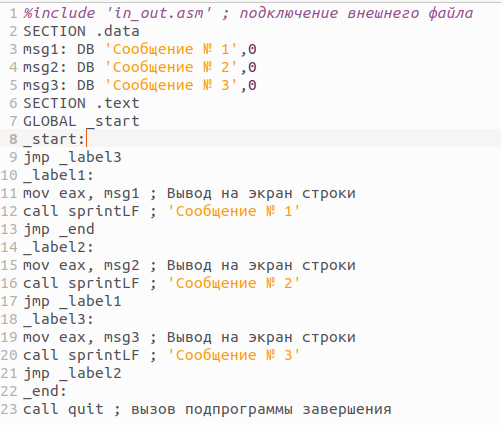 1 %include 'in_out.asm' ; подключение внешнего файла
2 SECTION .data
3 msg1: DB 'Сообщение № 1',0
4 msg2: DB 'Сообщение № 2',0
5 msg3: DB 'Сообщение № 3',0
6 SECTION .text
7 GLOBAL _start
8 _start:
9 jmp _label3
10 _label1:
11 mov eax, msg1 ; Вывод на экран строки
12 call sprintLF ; 'Сообщение № 1'
13 jmp _end
14 _label2:
15 mov eax, msg2 ; Вывод на экран строки
16 call sprintLF ; 'Сообщение № 2'
17 jmp _label1
18 _label3:
19 mov eax, msg3 ; Вывод на экран строки
20 call sprintLF ; 'Сообщение № 3'
21 jmp _label2
22 _end:
23 call quit ; вызов подпрограммы завершения